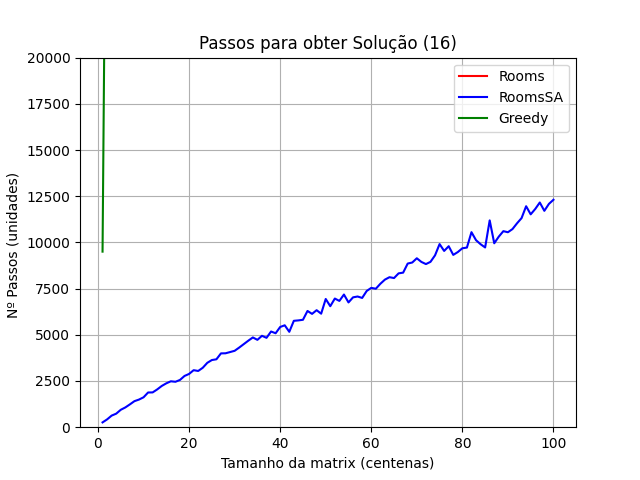 Passos para obter Solução (16)
20000
17500
15000
12500
10000
7500
5000
2500
0
Nº Passos (unidades)
Rooms
RoomsSA
Greedy
0 20 40 60 80 100
Tamanho da matrix (centenas)